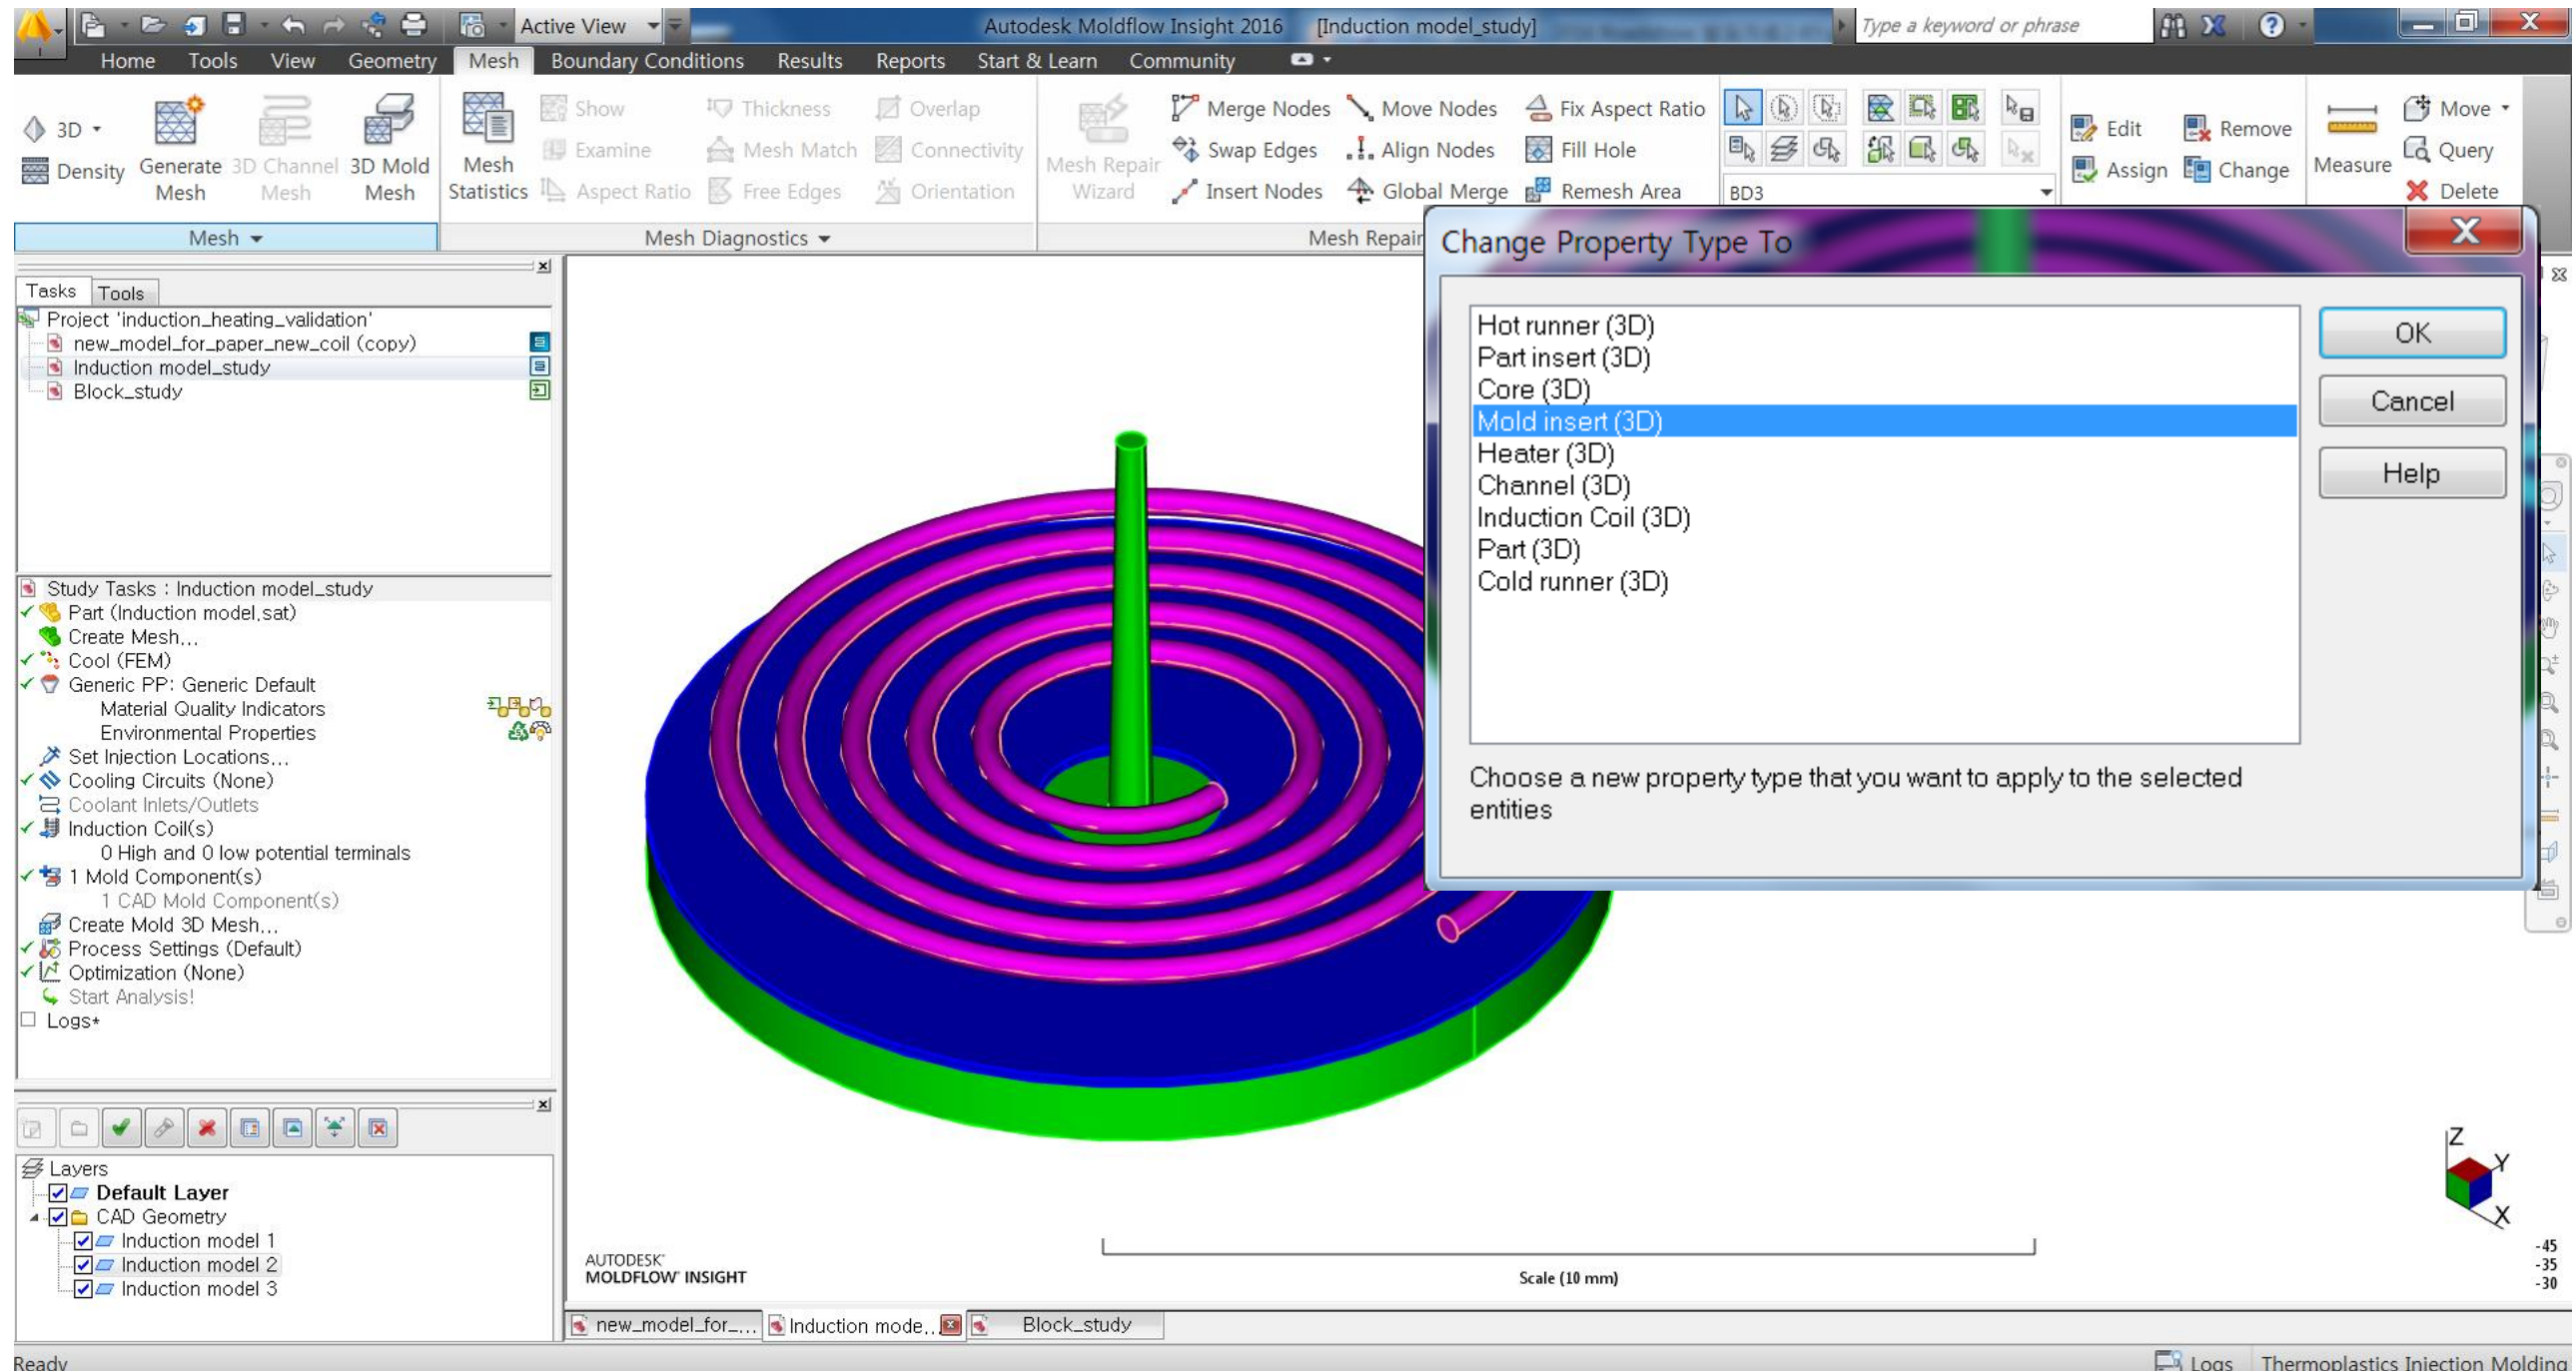 Active View
Autodesk Moldflow Insight 2016 [[Induction model_study]
Type a keyword or phrase
Home Tools View Geometry Mesh Boundary Conditions Results Reports Start & Learn Community
3D
Density
Generate Mesh
3D Channel Mesh
3D Mold Mesh
Mesh Statistics
Show
Examine
Aspect Ratio
Thickness
Mesh Match
Free Edges
Overlap
Connectivity
Orientation
Mesh Repair Wizard
Merge Nodes
Swap Edges
Insert Nodes
Move Nodes
Align Nodes
Global Merge
Fix Aspect Ratio
Fill Hole
Remesh Area
BD3
Edit
Assign
Remove
Change
Measure
Move
Query
Delete
Mesh
Mesh Diagnostics
Mesh Repair
Tasks Tools
Project 'induction_heating_validation'
new_model_for_paper_new_coil (copy)
Induction model_study
Block_study
Study Tasks : Induction model_study
Part (Induction model.sat)
Create Mesh...
Cool (FEM)
Generic PP: Generic Default
Material Quality Indicators
Environmental Properties
Set Injection Locations...
Cooling Circuits (None)
Coolant Inlets/Outlets
Induction Coil(s)
0 High and 0 low potential terminals
1 Mold Component(s)
1 CAD Mold Component(s)
Create Mold 3D Mesh...
Process Settings (Default)
Optimization (None)
Start Analysis!
Logs*
Layers
Default Layer
CAD Geometry
Induction model 1
Induction model 2
Induction model 3
Change Property Type To
Hot runner (3D)
Part insert (3D)
Core (3D)
Mold insert (3D)
Heater (3D)
Channel (3D)
Induction Coil (3D)
Part (3D)
Cold runner (3D)
OK
Cancel
Help
Choose a new property type that you want to apply to the selected
entities
Z
Y
X
-45
-35
-30
AUTODESK®
MOLDFLOW® INSIGHT
Scale (10 mm)
new_model_for_... Induction mode... Block_study
Ready
Logs Thermoplastics Injection Molding